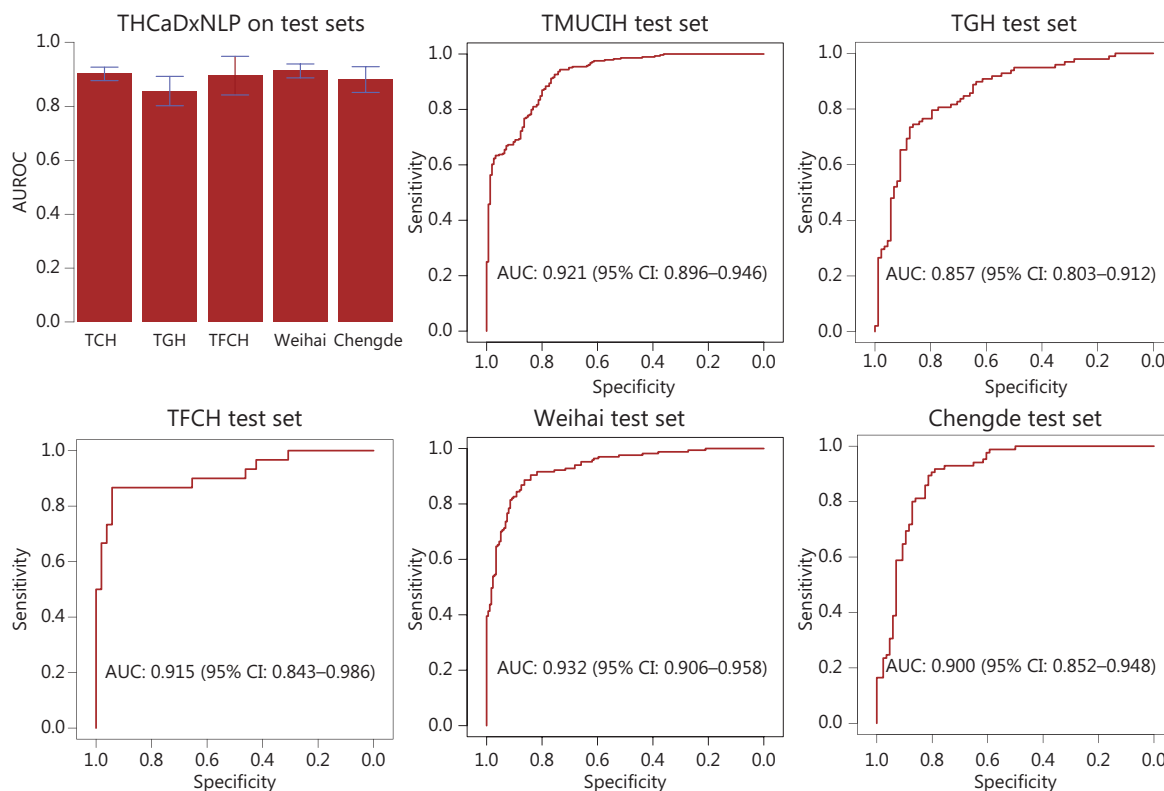 THCaDxNLP on test sets
1.0
0.8
0.6
0.4
0.2
0.0
AUROC
TCH TGH TFCH Weihai Chengde
TMUCIH test set
1.0
0.8
0.6
0.4
0.2
0.0
Sensitivity
AUC: 0.921 (95% CI: 0.896–0.946)
1.0 0.8 0.6 0.4 0.2 0.0
Specificity
TGH test set
1.0
0.8
0.6
0.4
0.2
0.0
Sensitivity
AUC: 0.857 (95% CI: 0.803–0.912)
1.0 0.8 0.6 0.4 0.2 0.0
Specificity
TFCH test set
1.0
0.8
0.6
0.4
0.2
0.0
Sensitivity
AUC: 0.915 (95% CI: 0.843–0.986)
1.0 0.8 0.6 0.4 0.2 0.0
Specificity
Weihai test set
1.0
0.8
0.6
0.4
0.2
0.0
Sensitivity
AUC: 0.932 (95% CI: 0.906–0.958)
1.0 0.8 0.6 0.4 0.2 0.0
Specificity
Chengde test set
1.0
0.8
0.6
0.4
0.2
0.0
Sensitivity
AUC: 0.900 (95% CI: 0.852–0.948)
1.0 0.8 0.6 0.4 0.2 0.0
Specificity